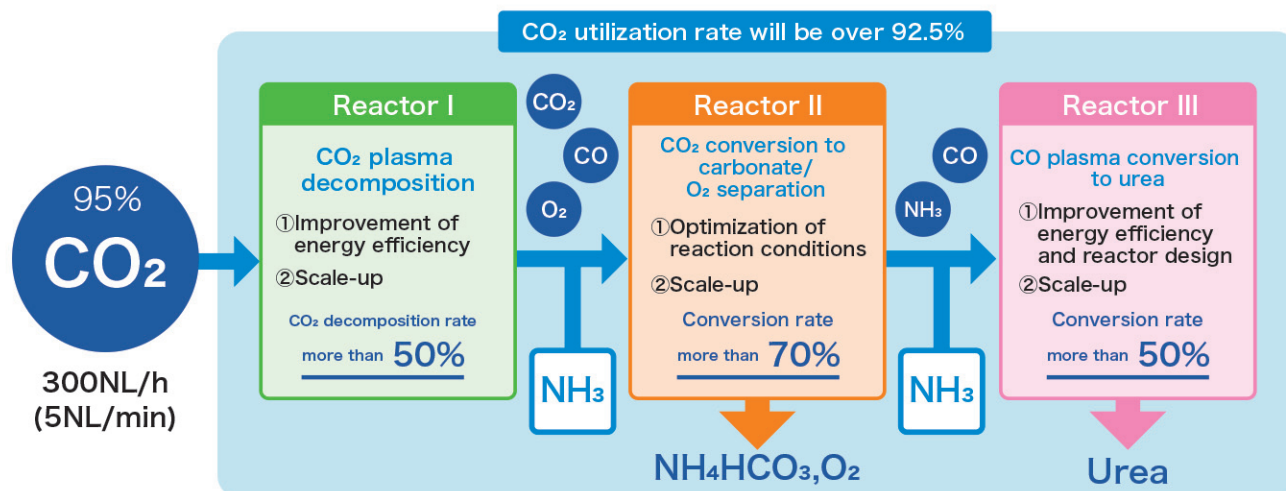 CO₂ utilization rate will be over 92.5%
95%
CO₂
300NL/h
(5NL/min)
Reactor I
CO₂ plasma
decomposition
①Improvement of
energy efficiency
②Scale-up
CO₂ decomposition rate
more than 50%
CO₂
CO
O₂
NH₃
Reactor II
CO₂ conversion to
carbonate/
O₂ separation
①Optimization of
reaction conditions
②Scale-up
Conversion rate
more than 70%
NH₄HCO₃,O₂
CO
NH₃
NH₃
Reactor III
CO plasma conversion
to urea
①Improvement of
energy efficiency
and reactor design
②Scale-up
Conversion rate
more than 50%
Urea